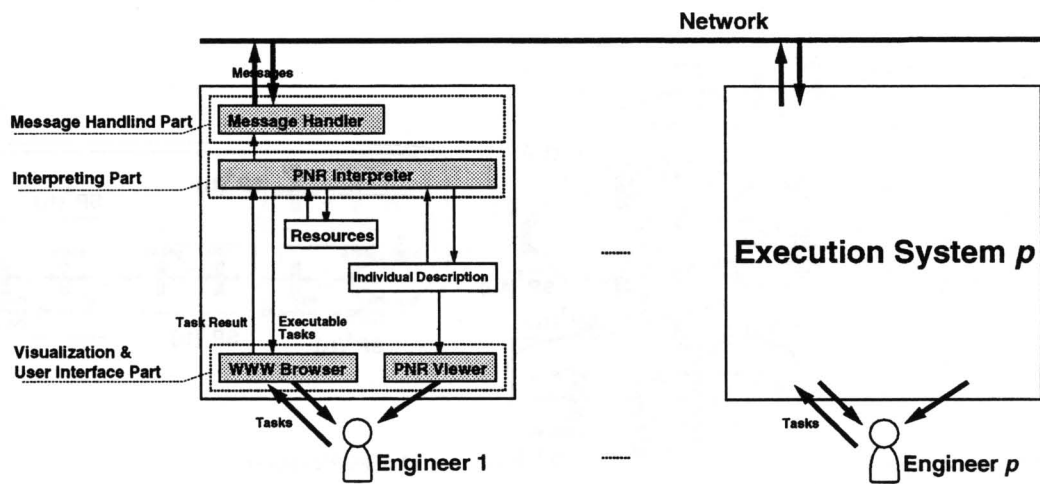 Network
Messages
Message Handlind Part
Message Handler
Interpreting Part
PNR Interpreter
Resources
Individual Description
Execution System p
Task Result
Executable
Tasks
Visualization &
User Interface Part
WWW Browser
PNR Viewer
Tasks
Engineer 1
Tasks
Engineer p